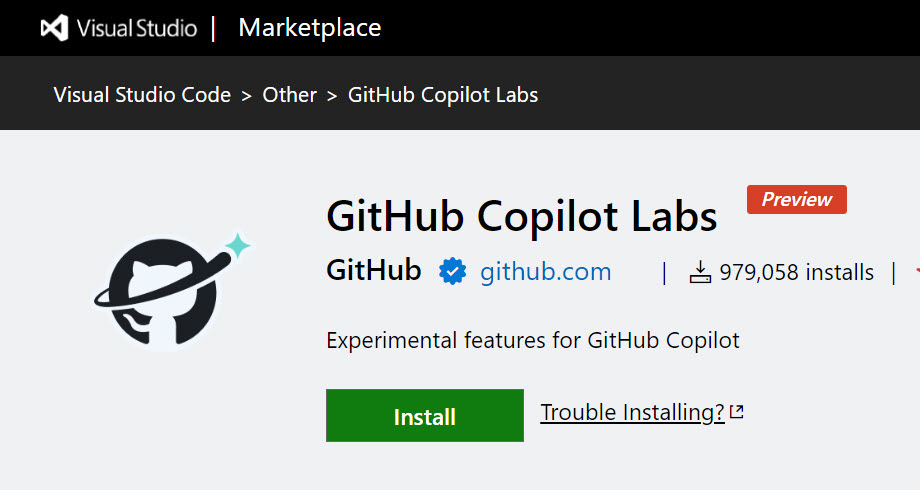 Visual Studio | Marketplace
Visual Studio Code > Other > GitHub Copilot Labs
GitHub Copilot Labs Preview
GitHub github.com | 979,058 installs |
Experimental features for GitHub Copilot
Install Trouble Installing?